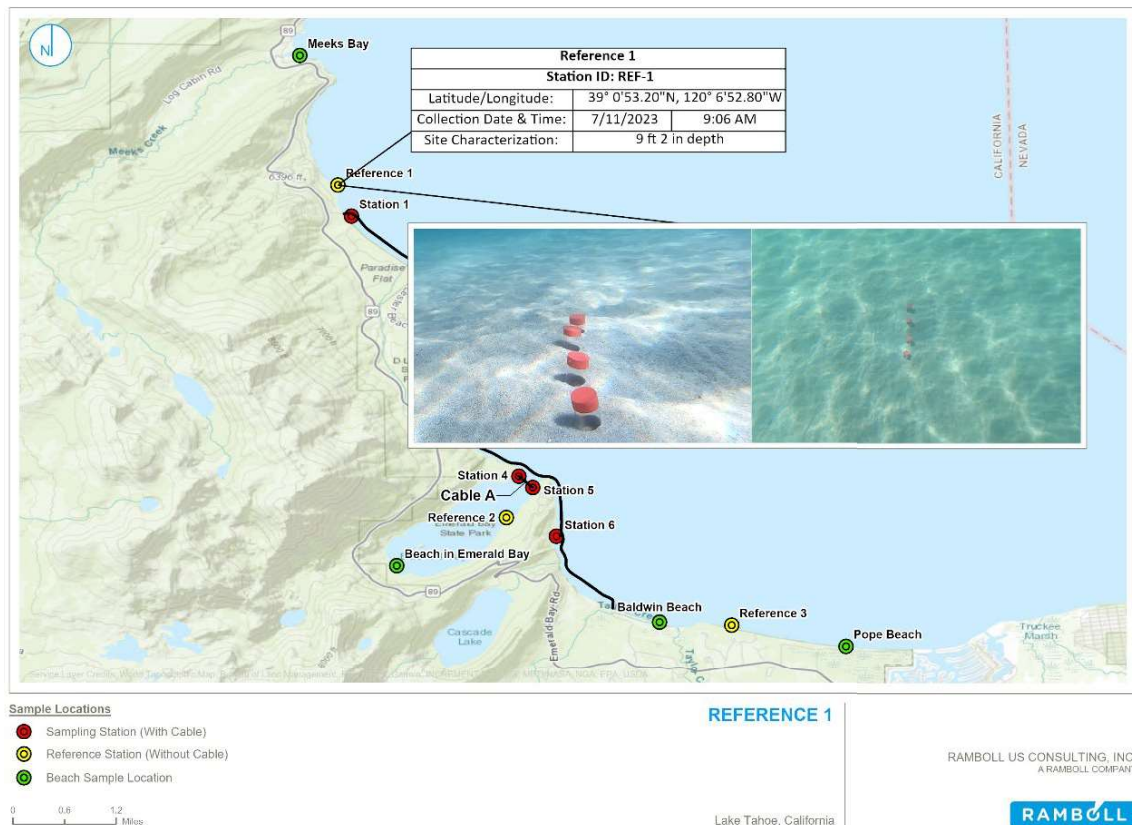 N
89
Meeks Bay
Log Cabin Rd
Meeks Creek
Reference 1
Station ID: REF-1
Latitude/Longitude: 39° 0'53.20"N, 120° 6'52.80"W
Collection Date & Time: 7/11/2023 9:06 AM
Site Characterization: 9 ft 2 in depth
CALIFORNIA
NEVADA
Reference 1
6396 ft
Station 1
Paradise
Flat
89
Station 4
Cable A
Station 5
Reference 2
State Park
Station 6
Beach in Emerald Bay
89
Emerald Bay Rd
Cascade
Lake
Baldwin Beach
Reference 3
Pope Beach
Truckee
Marsh
Sample Locations
Sampling Station (With Cable)
Reference Station (Without Cable)
Beach Sample Location
0 0.6 1.2
Miles
REFERENCE 1
Lake Tahoe, California
RAMBOLL US CONSULTING, INC.
A RAMBOLL COMPANY
RAMBOLL